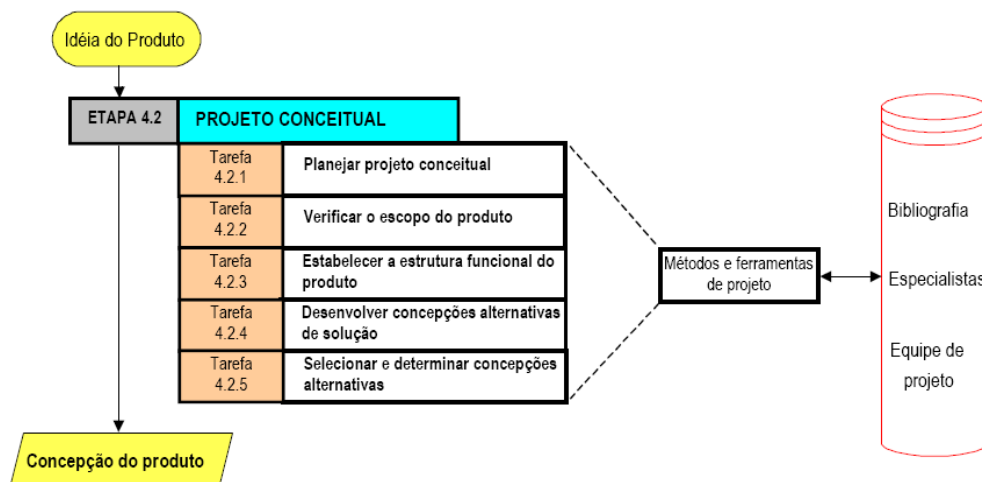 Idéia do Produto
ETAPA 4.2
PROJETO CONCEITUAL
Tarefa
4.2.1
Planejar projeto conceitual
Tarefa
4.2.2
Verificar o escopo do produto
Tarefa
4.2.3
Estabelecer a estrutura funcional do
produto
Tarefa
4.2.4
Desenvolver concepções alternativas
de solução
Tarefa
4.2.5
Selecionar e determinar concepções
alternativas
Métodos e ferramentas
de projeto
Bibliografia
Especialistas
Equipe de
projeto
Concepção do produto